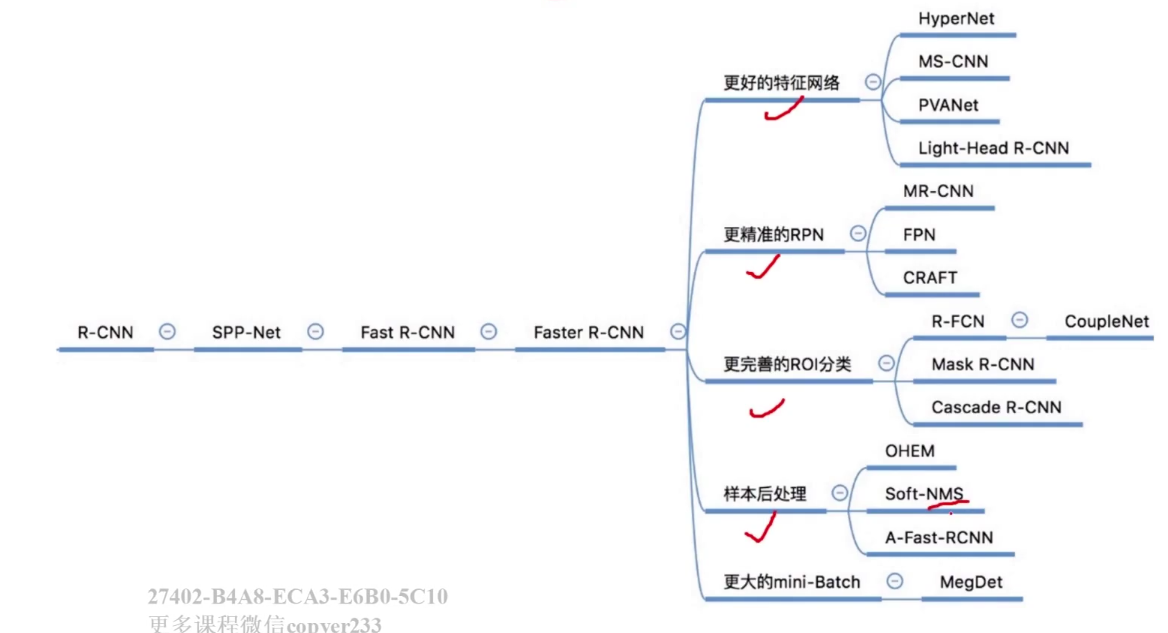 R-CNN
SPP-Net
Fast R-CNN
Faster R-CNN
更好的特征网络
HyperNet
MS-CNN
PVANet
Light-Head R-CNN
更精准的RPN
MR-CNN
FPN
CRAFT
更完善的ROI分类
R-FCN
CoupleNet
Mask R-CNN
Cascade R-CNN
样本后处理
OHEM
Soft-NMS
A-Fast-RCNN
更大的mini-Batch
MegDet
27402-B4A8-ECA3-E6B0-5C10
更多课程微信copver233